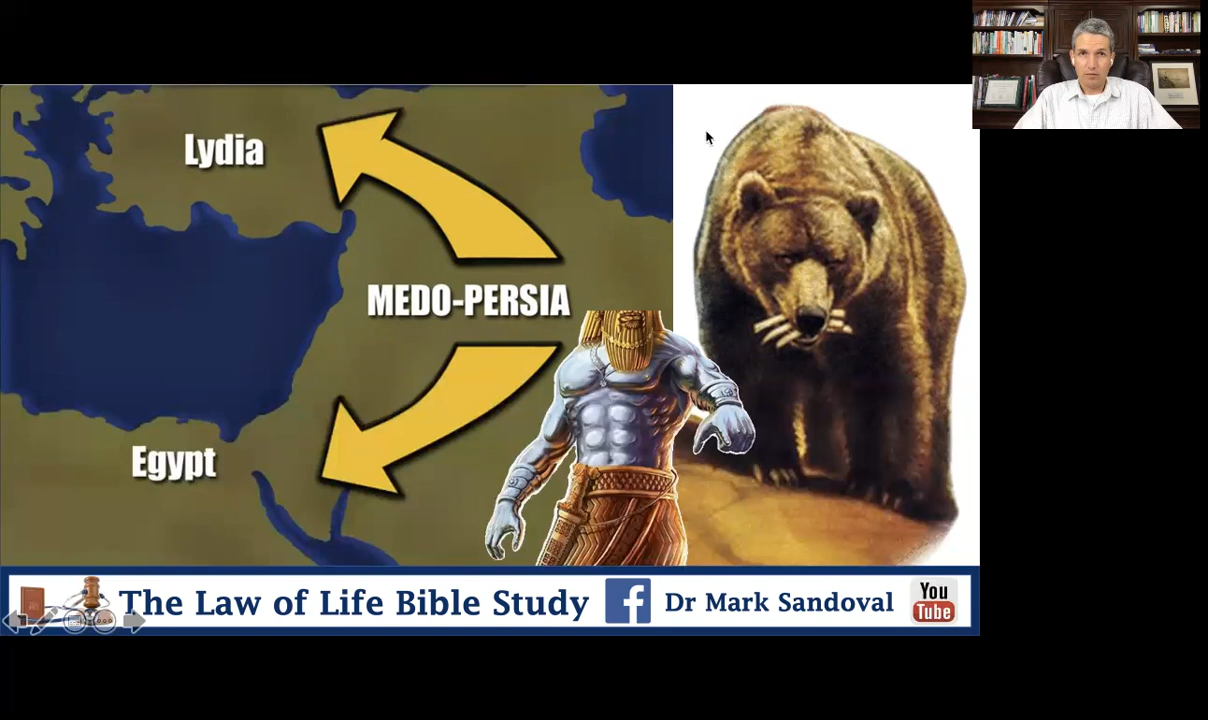 Lydia
MEDO-PERSIA
Egypt
The Law of Life Bible Study
Dr Mark Sandoval
You
Tube